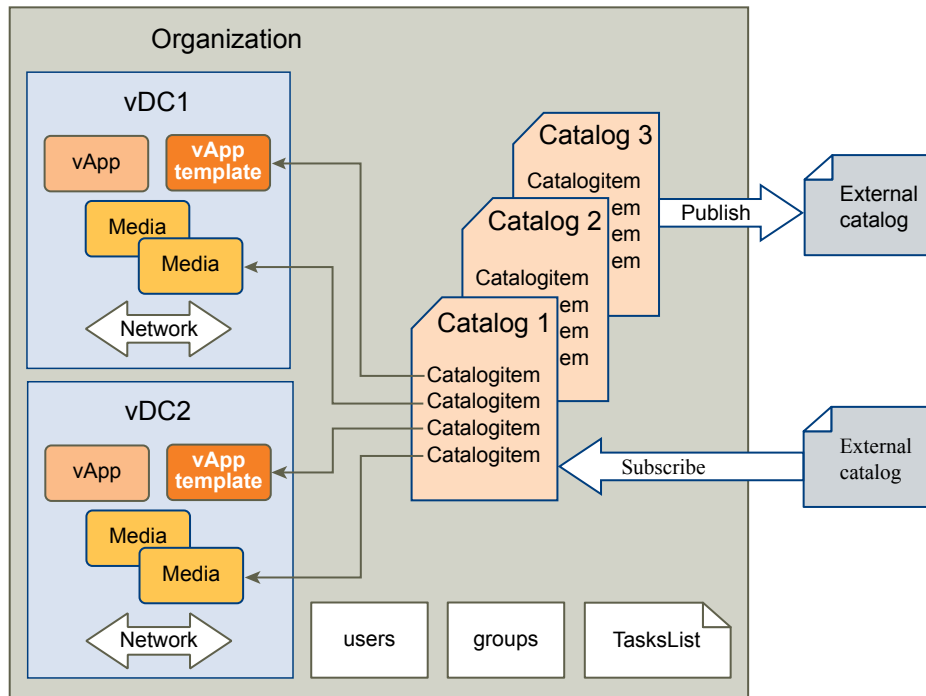 Organization
vDC1
vApp
vApp
template
Media
Media
Network
vDC2
vApp
vApp
template
Media
Media
Network
Catalog 3
Catalogitem
em
em
em
Catalog 2
Catalogitem
em
em
em
Catalog 1
Catalogitem
Catalogitem
Catalogitem
Catalogitem
Publish
External
catalog
Subscribe
External
catalog
users
groups
TasksList